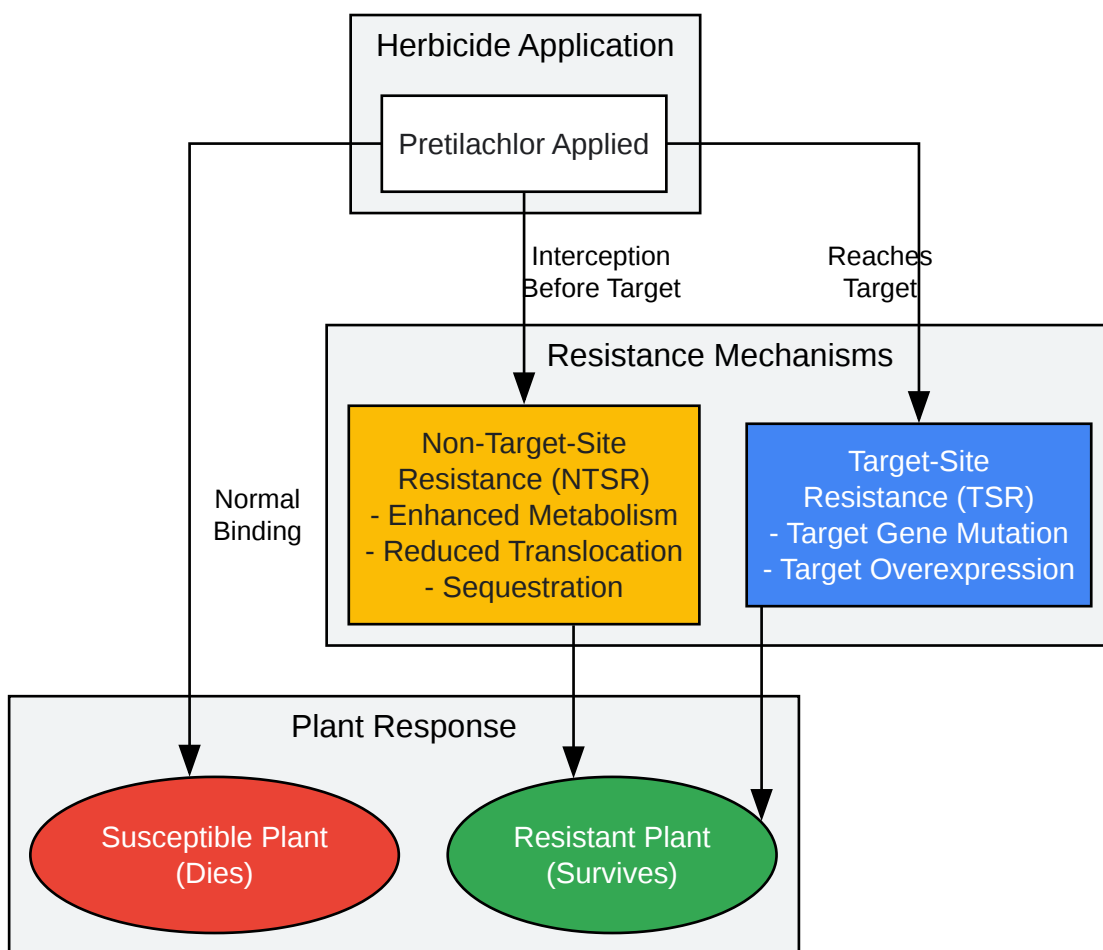 Herbicide Application
Pretilachlor Applied
Interception
Before Target
Reaches
Target
Resistance Mechanisms
Non-Target-Site
Resistance (NTSR)
- Enhanced Metabolism
- Reduced Translocation
- Sequestration
Target-Site
Resistance (TSR)
- Target Gene Mutation
- Target Overexpression
Normal
Binding
Plant Response
Susceptible Plant
(Dies)
Resistant Plant
(Survives)